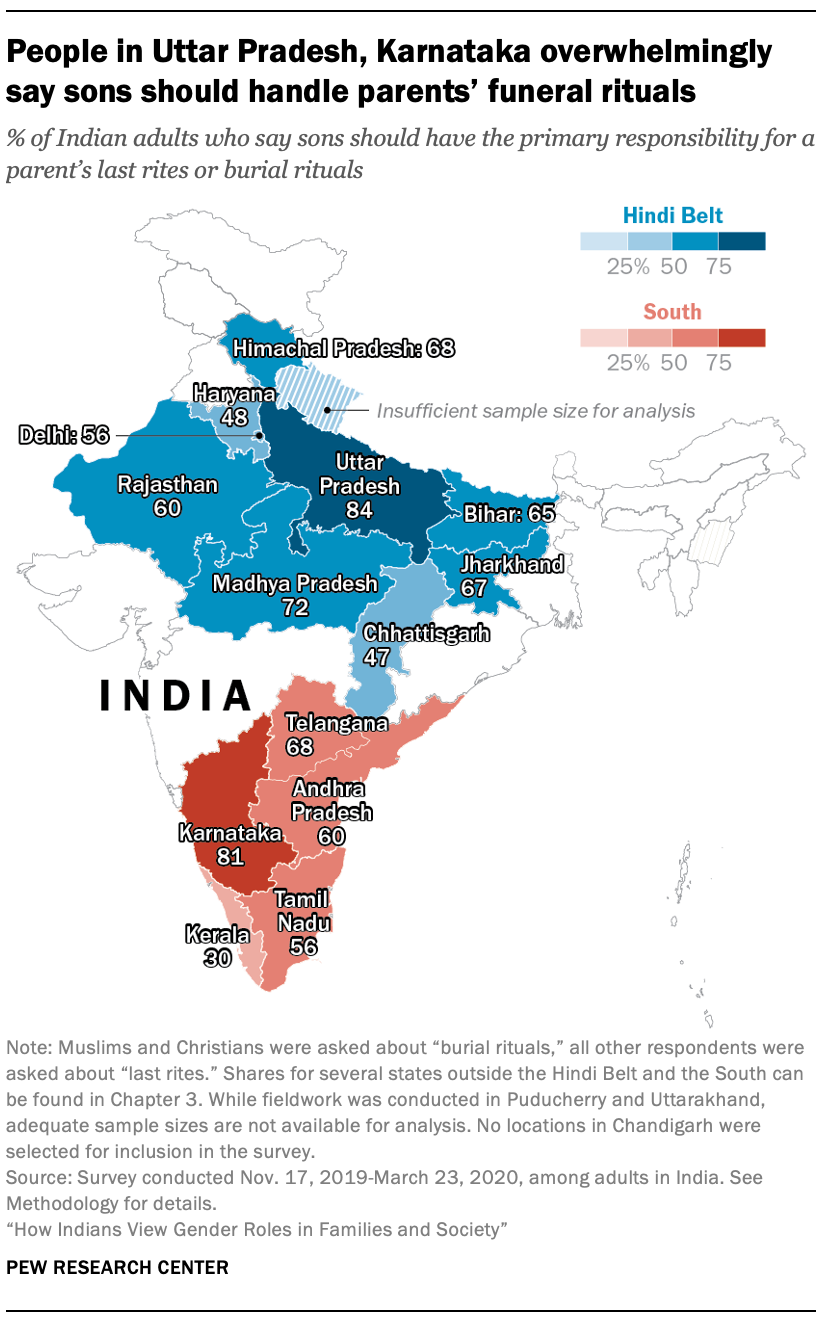 People in Uttar Pradesh, Karnataka overwhelmingly
say sons should handle parents’ funeral rituals
% of Indian adults who say sons should have the primary responsibility for a
parent’s last rites or burial rituals
Hindi Belt
25% 50 75
South
25% 50 75
Himachal Pradesh: 68
Haryana
48
Insufficient sample size for analysis
Delhi: 56
Uttar
Pradesh
84
Rajasthan
60
Bihar: 65
Jharkhand
67
Madhya Pradesh
72
Chhattisgarh
47
INDIA
Telangana
68
Andhra
Pradesh
60
Karnataka
81
Tamil
Nadu
56
Kerala
30
Note: Muslims and Christians were asked about “burial rituals,” all other respondents were
asked about “last rites.” Shares for several states outside the Hindi Belt and the South can
be found in Chapter 3. While fieldwork was conducted in Puducherry and Uttarakhand,
adequate sample sizes are not available for analysis. No locations in Chandigarh were
selected for inclusion in the survey.
Source: Survey conducted Nov. 17, 2019-March 23, 2020, among adults in India. See
Methodology for details.
“How Indians View Gender Roles in Families and Society”
PEW RESEARCH CENTER